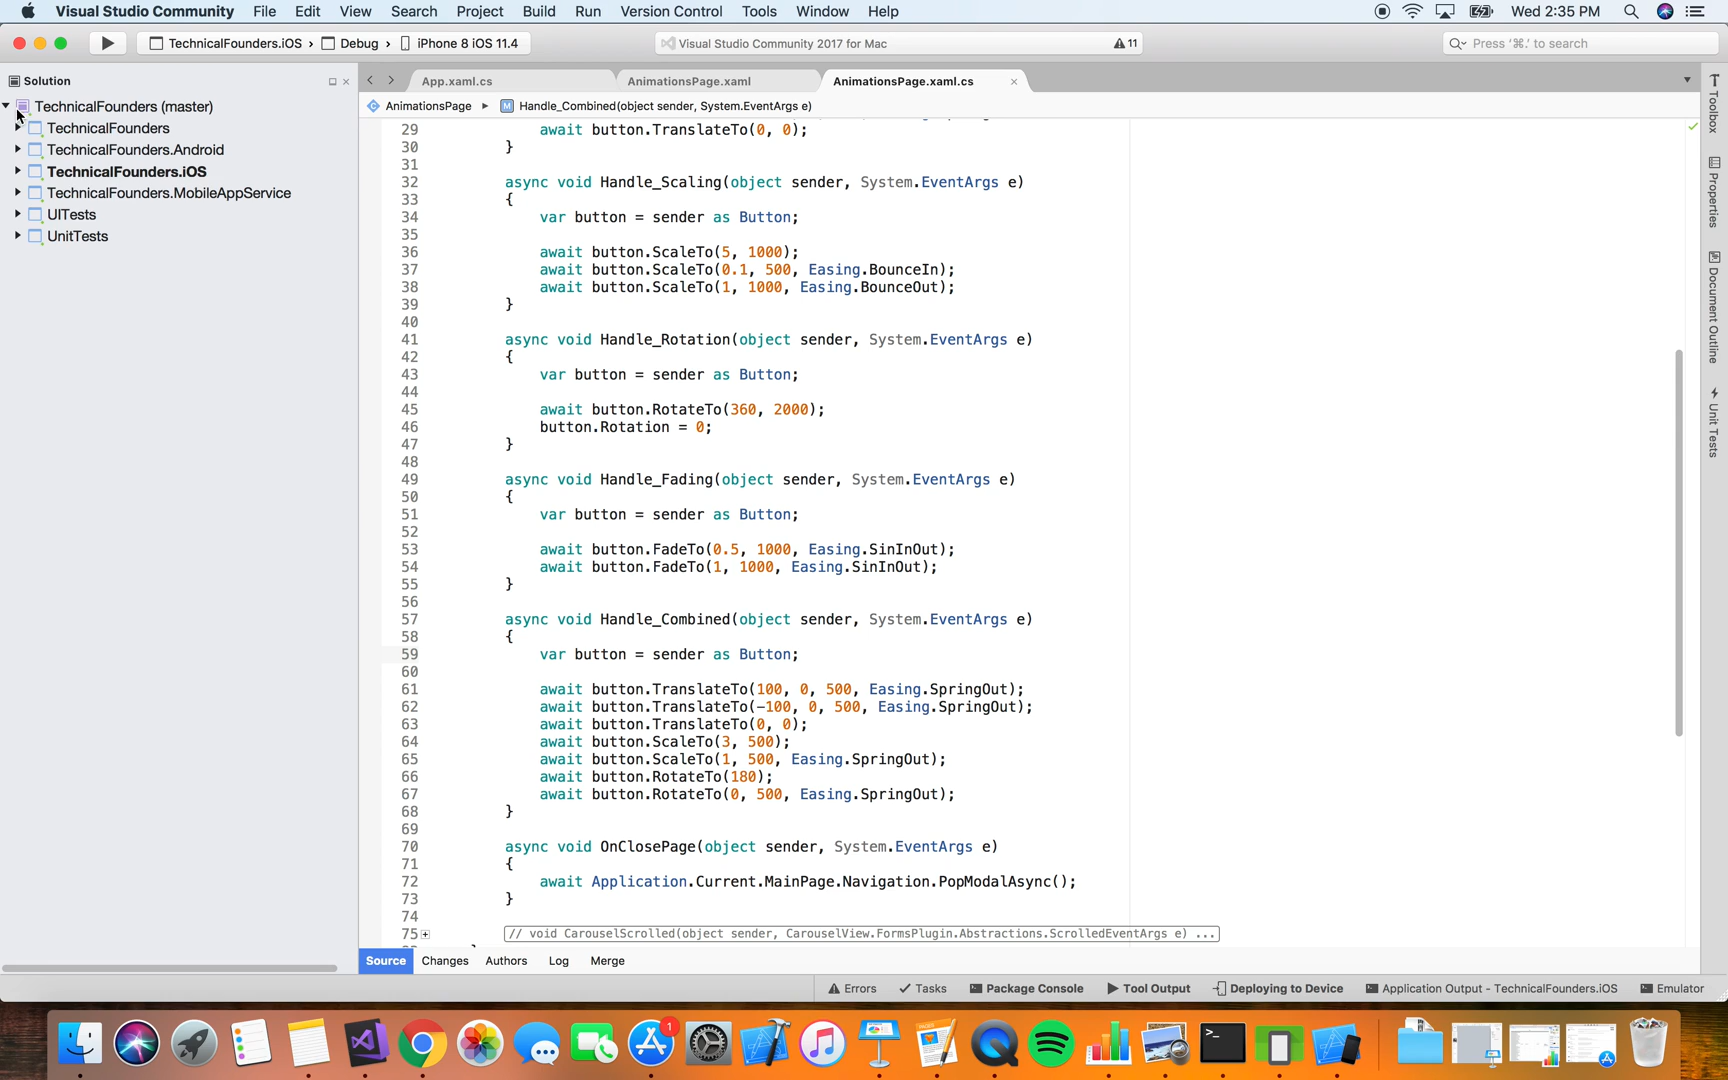 Visual Studio Community File Edit View Search Project Build Run Version Control Tools Window Help Wed 2:35 PM
TechnicalFounders.iOS › Debug › iPhone 8 iOS 11.4 Visual Studio Community 2017 for Mac 11 Press '⌘.' to search
Solution
TechnicalFounders (master)
TechnicalFounders
TechnicalFounders.Android
TechnicalFounders.iOS
TechnicalFounders.MobileAppService
UITests
UnitTests
App.xaml.cs AnimationsPage.xaml AnimationsPage.xaml.cs
AnimationsPage Handle_Combined(object sender, System.EventArgs e)
29 await button.TranslateTo(0, 0);
30 }
31
32 async void Handle_Scaling(object sender, System.EventArgs e)
33 {
34 var button = sender as Button;
35
36 await button.ScaleTo(5, 1000);
37 await button.ScaleTo(0.1, 500, Easing.BounceIn);
38 await button.ScaleTo(1, 1000, Easing.BounceOut);
39 }
40
41 async void Handle_Rotation(object sender, System.EventArgs e)
42 {
43 var button = sender as Button;
44
45 await button.RotateTo(360, 2000);
46 button.Rotation = 0;
47 }
48
49 async void Handle_Fading(object sender, System.EventArgs e)
50 {
51 var button = sender as Button;
52
53 await button.FadeTo(0.5, 1000, Easing.SinInOut);
54 await button.FadeTo(1, 1000, Easing.SinInOut);
55 }
56
57 async void Handle_Combined(object sender, System.EventArgs e)
58 {
59 var button = sender as Button;
60
61 await button.TranslateTo(100, 0, 500, Easing.SpringOut);
62 await button.TranslateTo(-100, 0, 500, Easing.SpringOut);
63 await button.TranslateTo(0, 0);
64 await button.ScaleTo(3, 500);
65 await button.ScaleTo(1, 500, Easing.SpringOut);
66 await button.RotateTo(180);
67 await button.RotateTo(0, 500, Easing.SpringOut);
68 }
69
70 async void OnClosePage(object sender, System.EventArgs e)
71 {
72 await Application.Current.MainPage.Navigation.PopModalAsync();
73 }
74
75 // void CarouselScrolled(object sender, CarouselView.FormsPlugin.Abstractions.ScrolledEventArgs e) ...
Source Changes Authors Log Merge
Toolbox
Properties
Document Outline
Unit Tests
Errors Tasks Package Console Tool Output Deploying to Device Application Output - TechnicalFounders.iOS Emulator
1